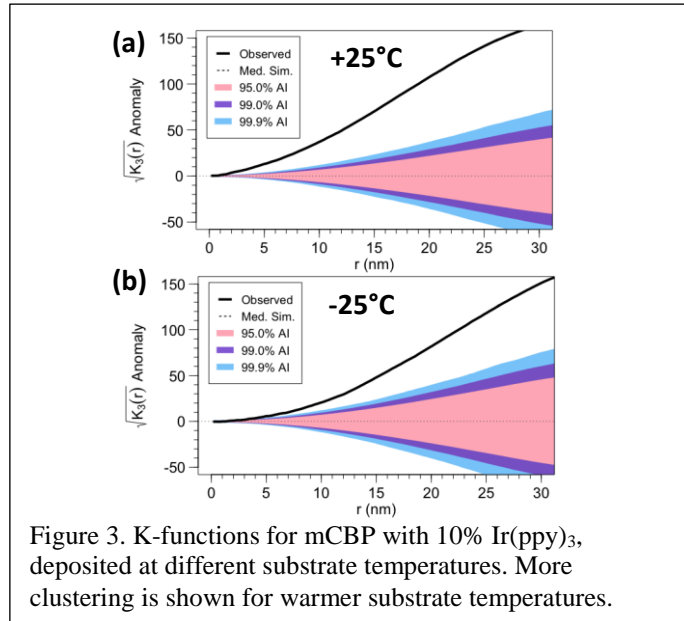 (a)
+25°C
Observed
Med. Sim.
95.0% AI
99.0% AI
99.9% AI
√K₃(r) Anomaly
150
100
50
0
-50
0 5 10 15 20 25 30
r (nm)
(b)
-25°C
Observed
Med. Sim.
95.0% AI
99.0% AI
99.9% AI
√K₃(r) Anomaly
150
100
50
0
-50
0 5 10 15 20 25 30
r (nm)
Figure 3. K-functions for mCBP with 10% Ir(ppy)₃,
deposited at different substrate temperatures. More
clustering is shown for warmer substrate temperatures.